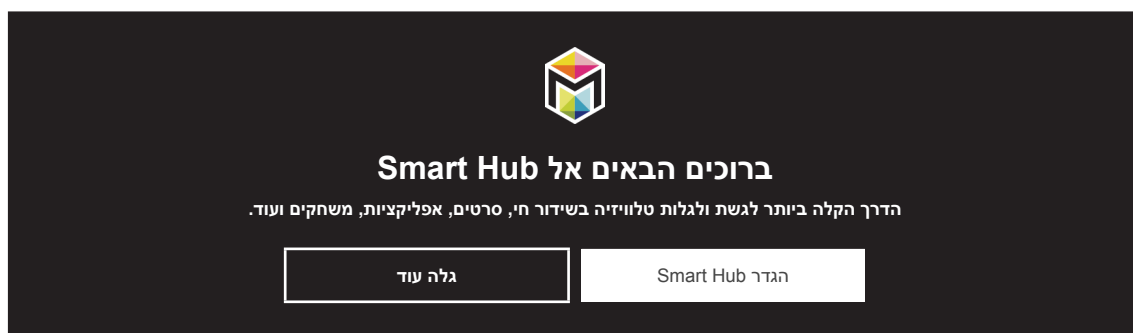 ברוכים הבאים אל Smart Hub
הדרך הקלה ביותר לגשת ולגלות טלוויזיה בשידור חי, סרטים, אפליקציות, משחקים ועוד.
הגדר Smart Hub
גלה עוד